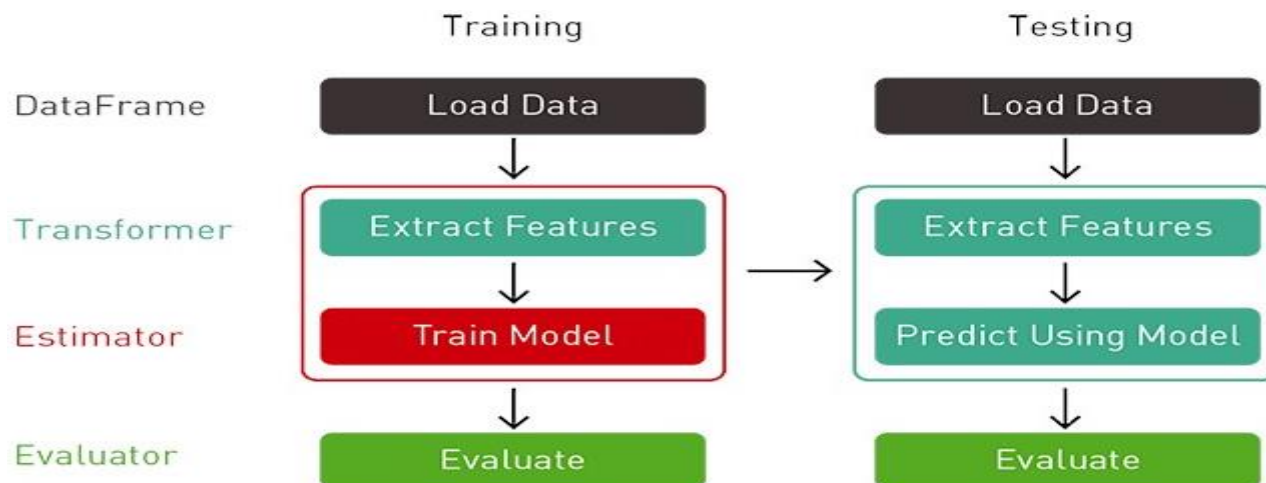 Training Testing
DataFrame Load Data Load Data
Transformer Extract Features Extract Features
Estimator Train Model Predict Using Model
Evaluator Evaluate Evaluate